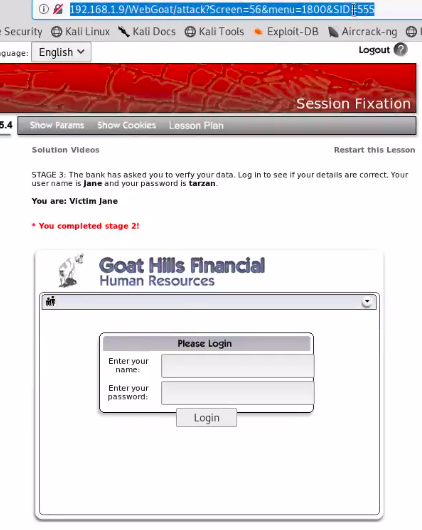 192.168.1.9/WebGoat/attack?Screen=56&menu=1800&SID=555
Security Kali Linux Kali Docs Kali Tools Exploit-DB Aircrack-ng
nguage: English Logout ?
Session Fixation
5.4 Show Params Show Cookies Lesson Plan
Solution Videos Restart this Lesson
STAGE 3: The bank has asked you to verify your data. Log in to see if your details are correct. Your
user name is Jane and your password is tarzan.
You are: Victim Jane
* You completed stage 2!
Goat Hills Financial
Human Resources
Please Login
Enter your
name:
Enter your
password:
Login